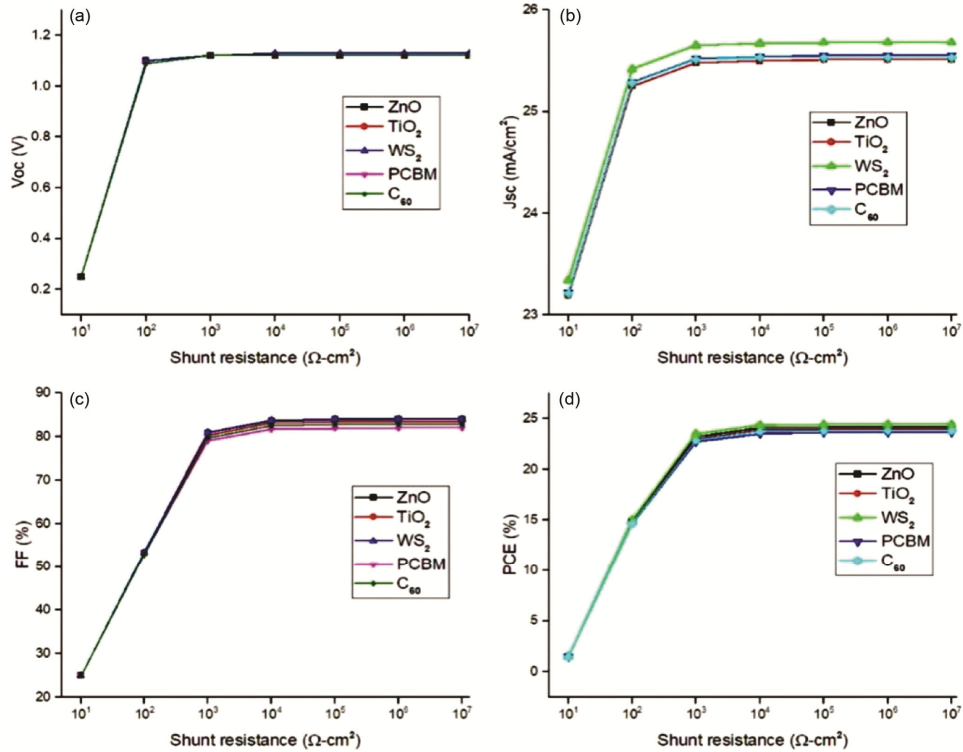 (a)
1.2
1.0
0.8
0.6
0.4
0.2
Voc (V)
ZnO
TiO₂
WS₂
PCBM
C₆₀
10¹ 10² 10³ 10⁴ 10⁵ 10⁶ 10⁷
Shunt resistance (Ω-cm²)
(b)
26
25
24
23
Jsc (mA/cm²)
ZnO
TiO₂
WS₂
PCBM
C₆₀
10¹ 10² 10³ 10⁴ 10⁵ 10⁶ 10⁷
Shunt resistance (Ω-cm²)
(c)
90
80
70
60
50
40
30
20
FF (%)
ZnO
TiO₂
WS₂
PCBM
C₆₀
10¹ 10² 10³ 10⁴ 10⁵ 10⁶ 10⁷
Shunt resistance (Ω-cm²)
(d)
25
20
15
10
5
0
PCE (%)
ZnO
TiO₂
WS₂
PCBM
C₆₀
10¹ 10² 10³ 10⁴ 10⁵ 10⁶ 10⁷
Shunt resistance (Ω-cm²)